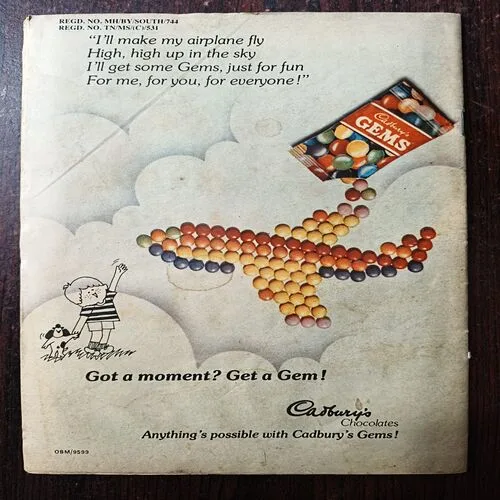 REGD. NO. MH/BY/SOUTH/744
REGD. NO. TN/MS/(C)/531
“I'll make my airplane fly
High, high up in the sky
I'll get some Gems, just for fun
For me, for you, for everyone!”
Cadbury's
GEMS
Got a moment? Get a Gem!
Cadbury's
Chocolates
Anything's possible with Cadbury's Gems!
OBM/9593